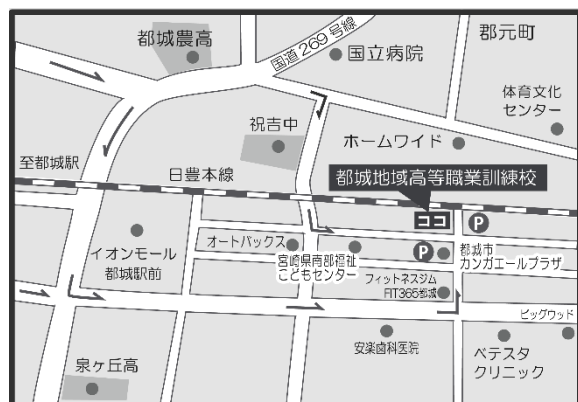 都城農高
国道269号線
国立病院
郡元町
体育文化
センター
祝吉中
ホームワイド
至都城駅
日豊本線
都城地域高等職業訓練校
ココ
P
P
イオンモール
都城駅前
オートバックス
宮崎県南部福祉
こどもセンター
都城市
カンガエールプラザ
フィットネスジム
FIT365都城
ビッグウッド
安楽歯科医院
ベテスタ
クリニック
泉ヶ丘高